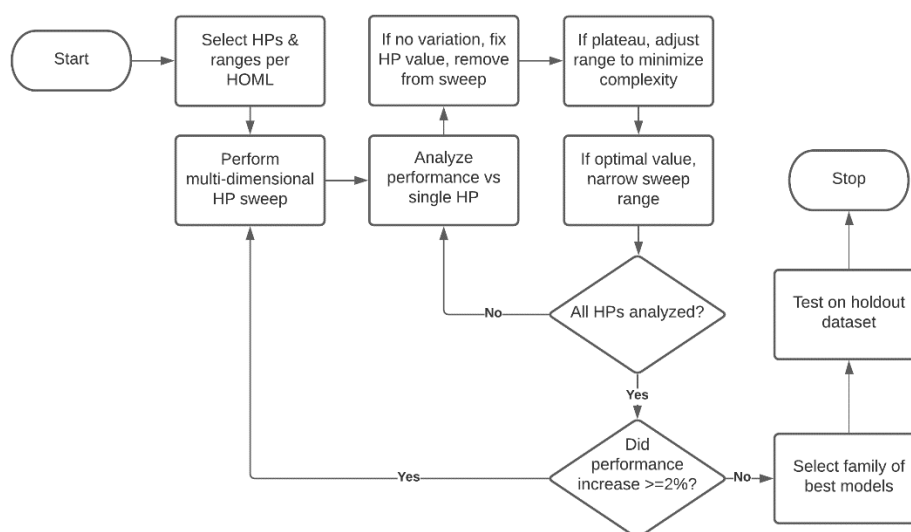 Start
Select HPs &
ranges per
HOML
Perform
multi-dimensional
HP sweep
Analyze
performance vs
single HP
If no variation, fix
HP value, remove
from sweep
If plateau, adjust
range to minimize
complexity
If optimal value,
narrow sweep
range
All HPs analyzed?
No
Yes
Did
performance
increase >=2%?
Yes
No
Select family of
best models
Test on holdout
dataset
Stop